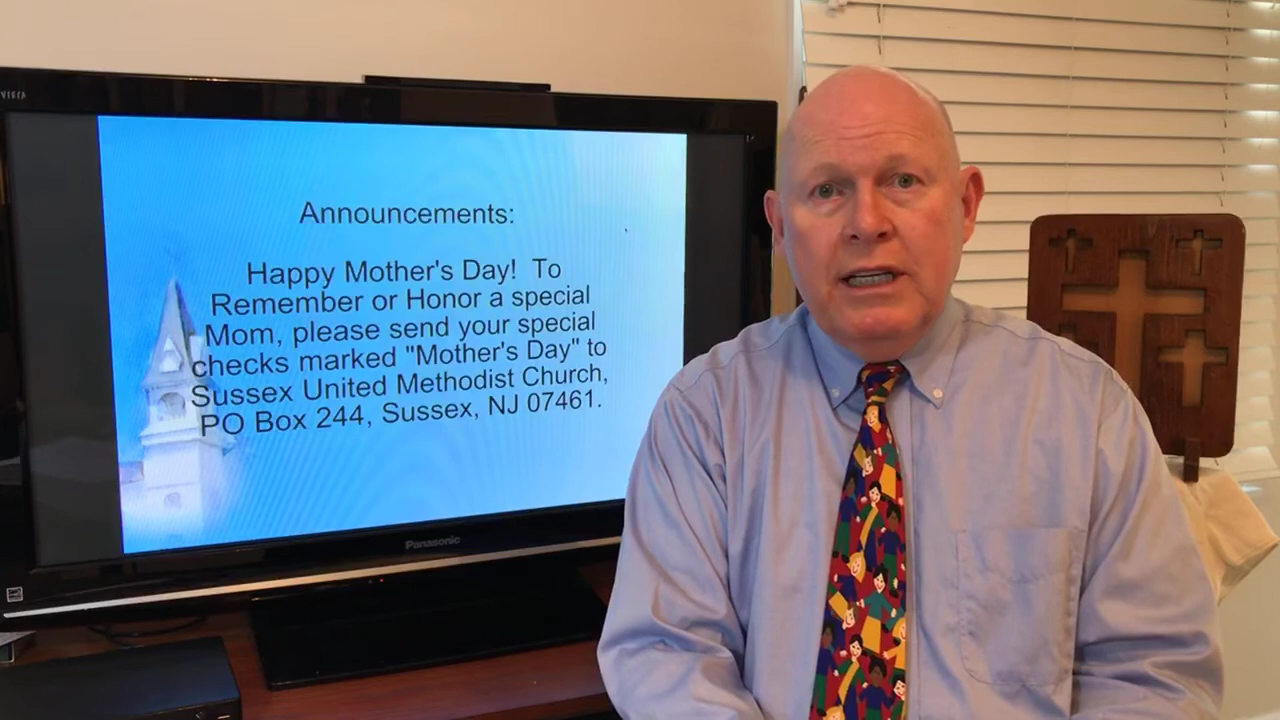 VIERA
Announcements:
Happy Mother's Day! To
Remember or Honor a special
Mom, please send your special
checks marked "Mother's Day" to
Sussex United Methodist Church,
PO Box 244, Sussex, NJ 07461.
Panasonic